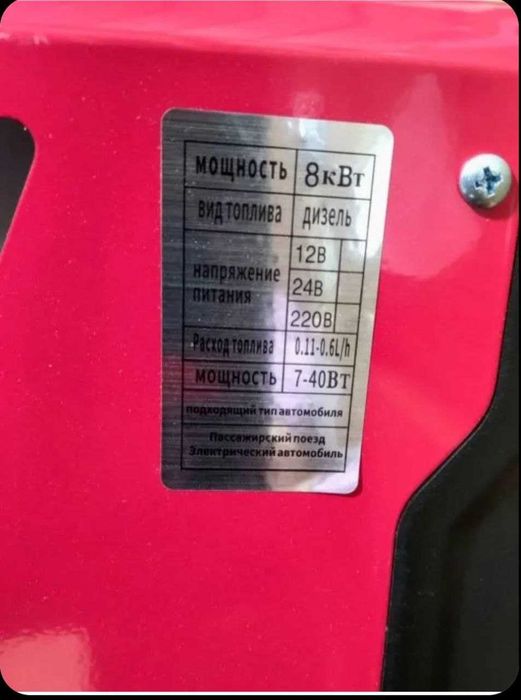 мощность 8кВт
вид топлива дизель
12В
напряжение питания 24В
220В
Расход топлива 0.11-0.6L/h
мощность 7-40Вт
подходящий тип автомобиля
Пассажирский поезд
Электрический автомобиль